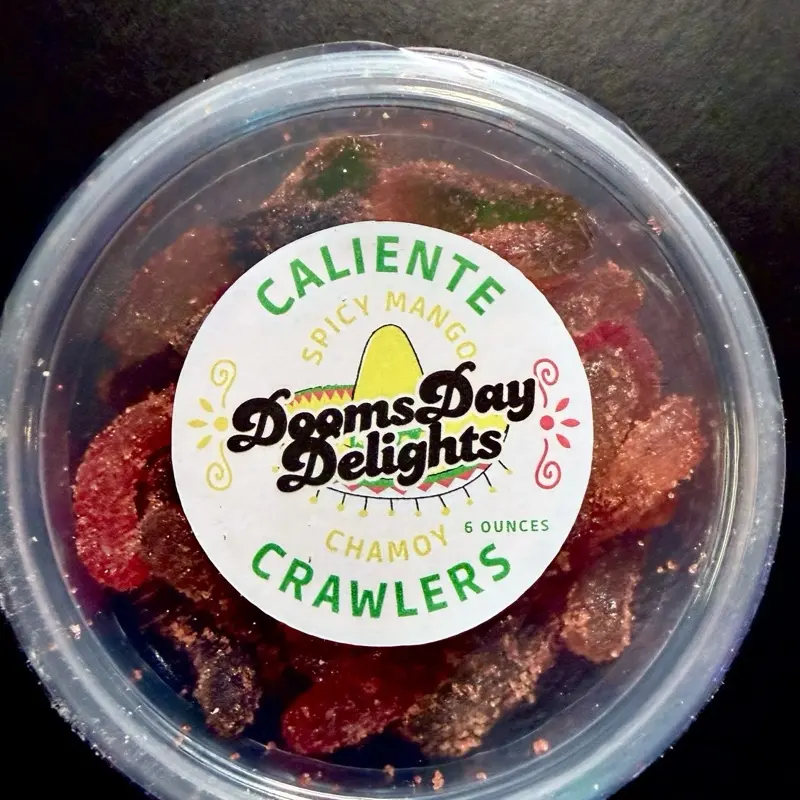 CALIENTE
SPICY MANGO
DoomsDay
Delights
CHAMOY
6 OUNCES
CRAWLERS